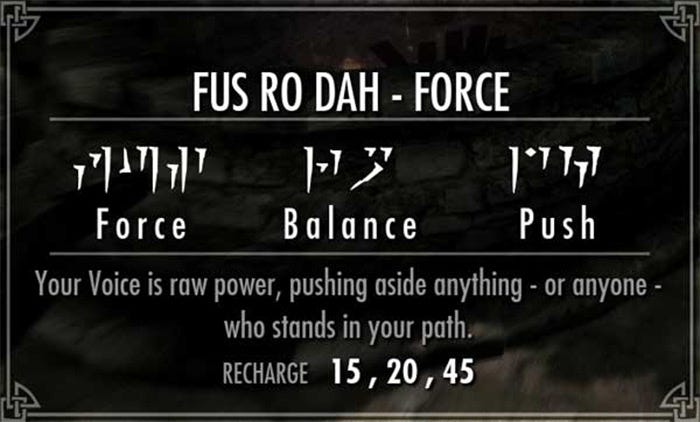 FUS RO DAH - FORCE
Force Balance Push
Your Voice is raw power, pushing aside anything - or anyone -
who stands in your path.
RECHARGE 15 , 20 , 45